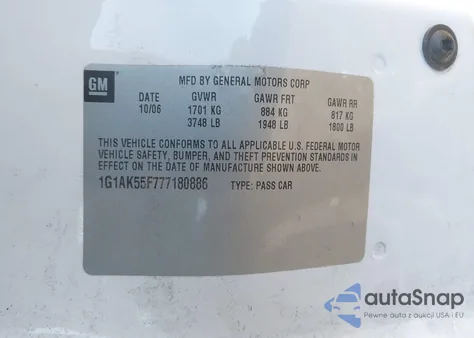 GM
MFD BY GENERAL MOTORS CORP
DATE GVWR GAWR FRT GAWR RR
10/06 1701 KG 884 KG 817 KG
3748 LB 1948 LB 1800 LB
THIS VEHICLE CONFORMS TO ALL APPLICABLE U.S. FEDERAL MOTOR
VEHICLE SAFETY, BUMPER, AND THEFT PREVENTION STANDARDS IN
EFFECT ON THE DATE OF MANUFACTURE SHOWN ABOVE.
1G1AK55F777180886 TYPE: PASS CAR
autoSnap
Pewne auta z aukcji USA i EU